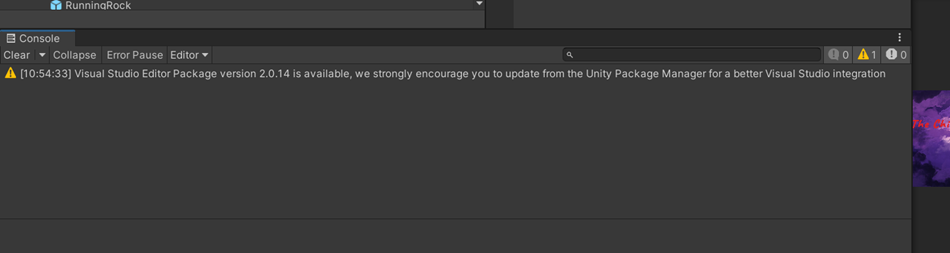 RunningRock
Console
Clear Collapse Error Pause Editor 0 1 0
[10:54:33] Visual Studio Editor Package version 2.0.14 is available, we strongly encourage you to update from the Unity Package Manager for a better Visual Studio integration
The